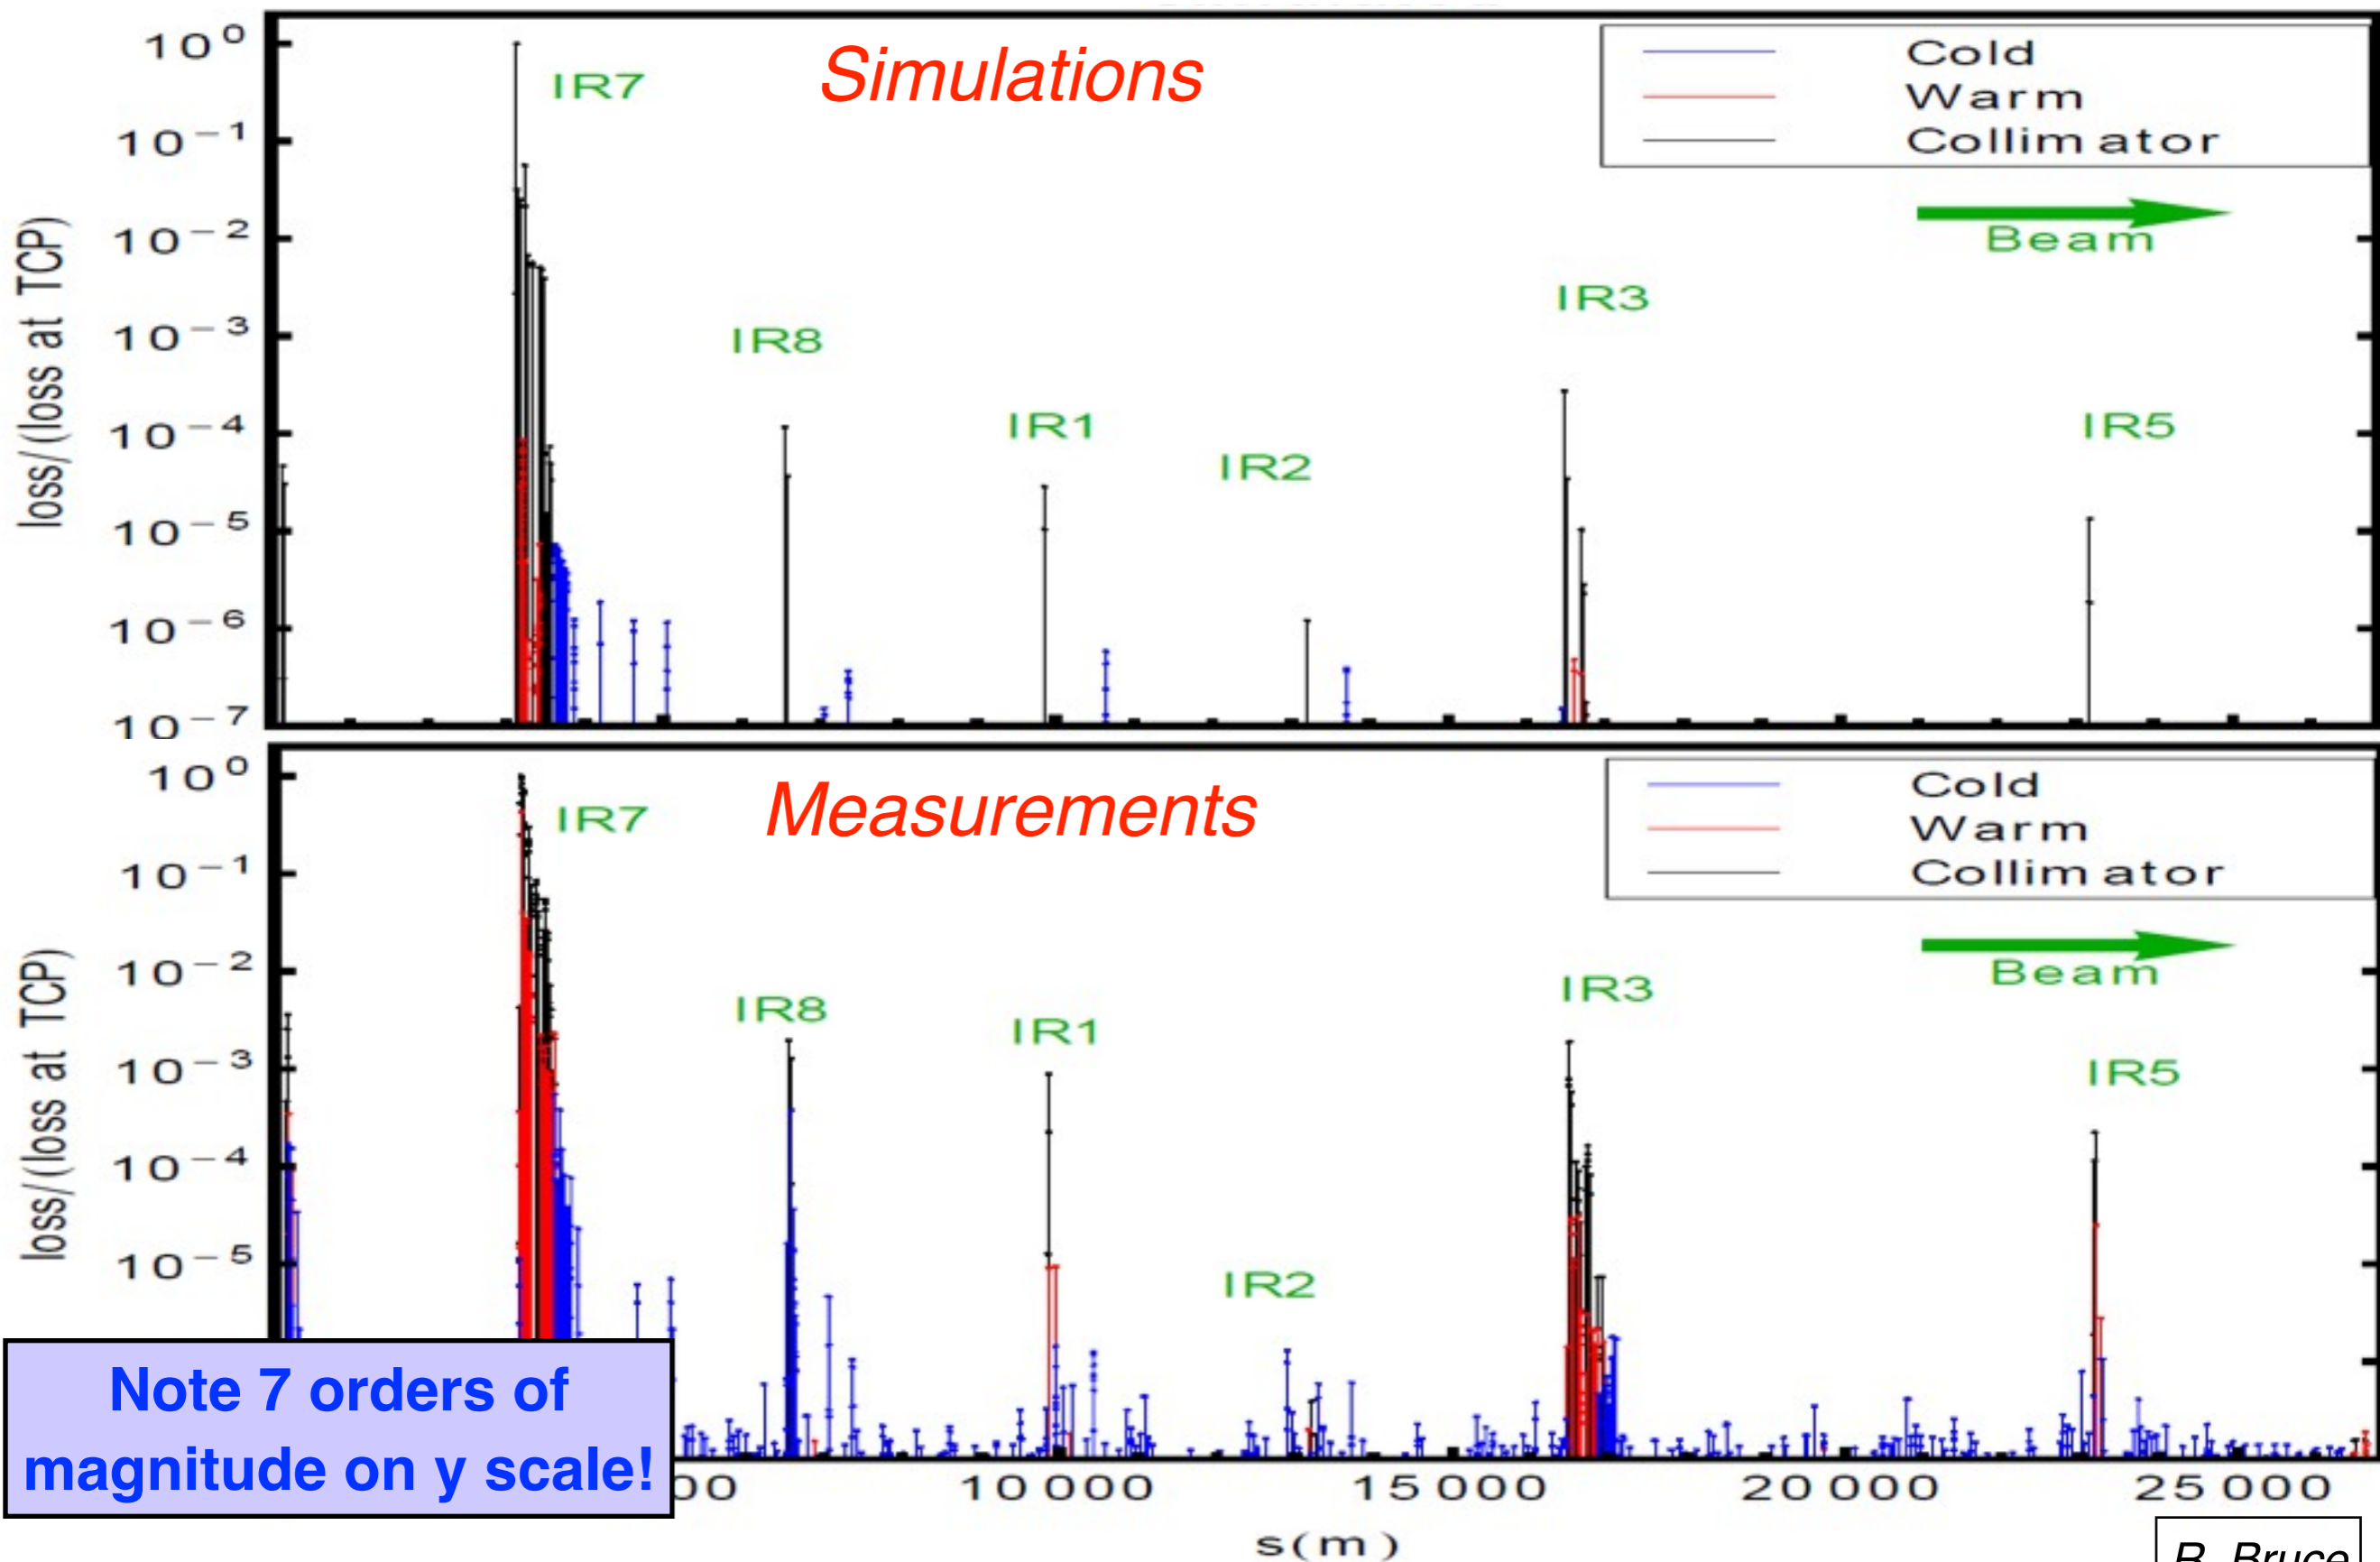 Simulations
10⁰
10⁻¹
10⁻²
10⁻³
10⁻⁴
10⁻⁵
10⁻⁶
10⁻⁷
loss/(loss at TCP)
IR7
IR8
IR1
IR2
IR3
IR5
Cold
Warm
Collimator
Beam
Measurements
10⁰
10⁻¹
10⁻²
10⁻³
10⁻⁴
10⁻⁵
loss/(loss at TCP)
IR7
IR8
IR1
IR2
IR3
IR5
Cold
Warm
Collimator
Beam
Note 7 orders of
magnitude on y scale!
00 10000 15000 20000 25000
s(m)
R. Bruce